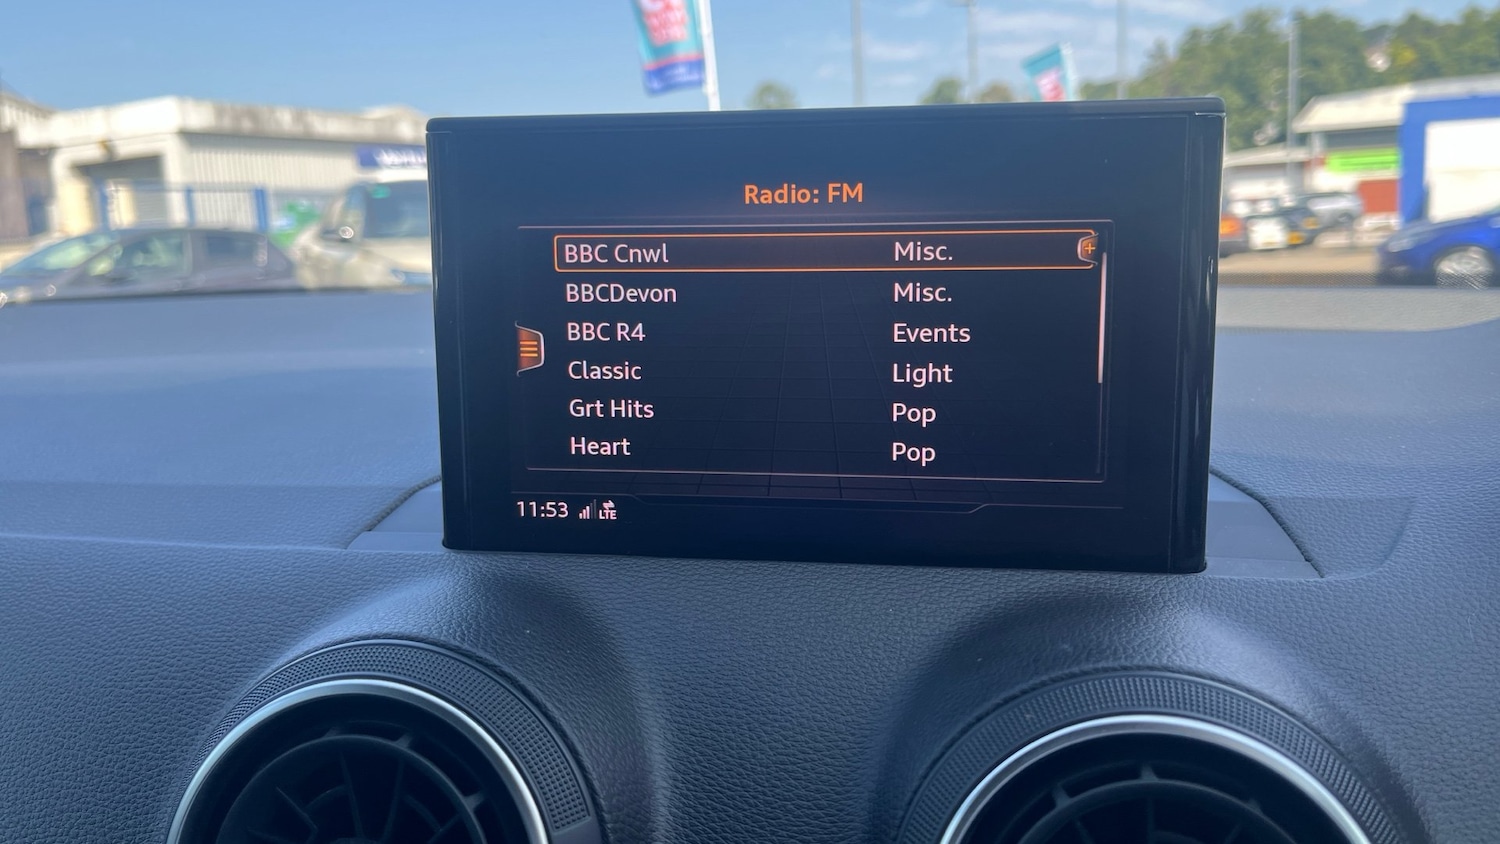 Radio: FM
BBC Cnwl Misc.
BBCDevon Misc.
BBC R4 Events
Classic Light
Grt Hits Pop
Heart Pop
11:53 LTE